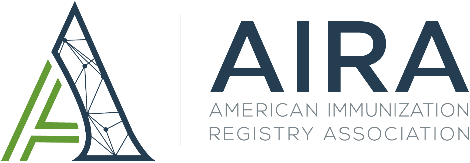 AIRA
AMERICAN IMMUNIZATION
REGISTRY ASSOCIATION